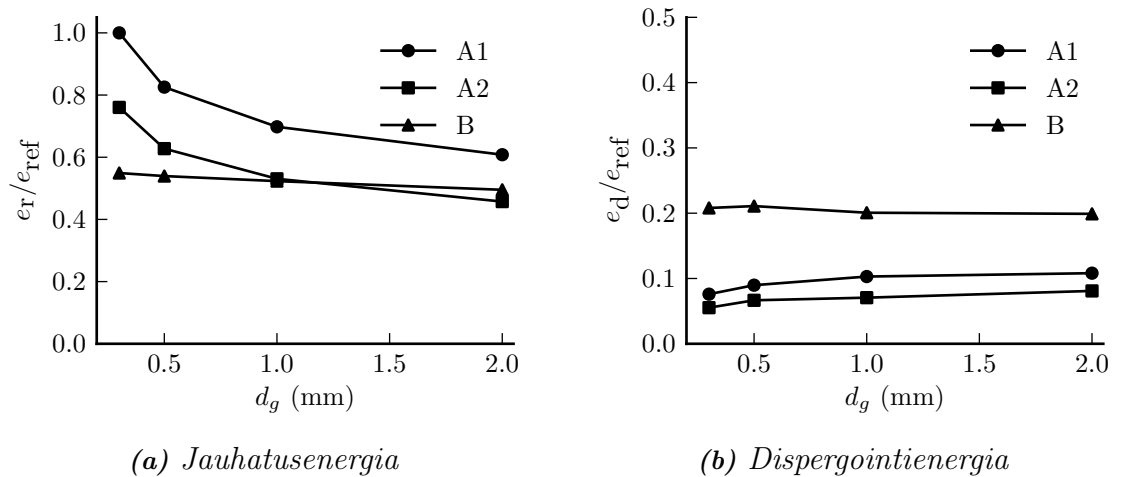 1.0
0.8
0.6
0.4
0.2
0.0
e_r/e_ref
0.5
1.0
1.5
2.0
d_g (mm)
A1
A2
B
(a) Jauhatusenergia
0.5
0.4
0.3
0.2
0.1
0.0
e_d/e_ref
0.5
1.0
1.5
2.0
d_g (mm)
A1
A2
B
(b) Dispergointienergia